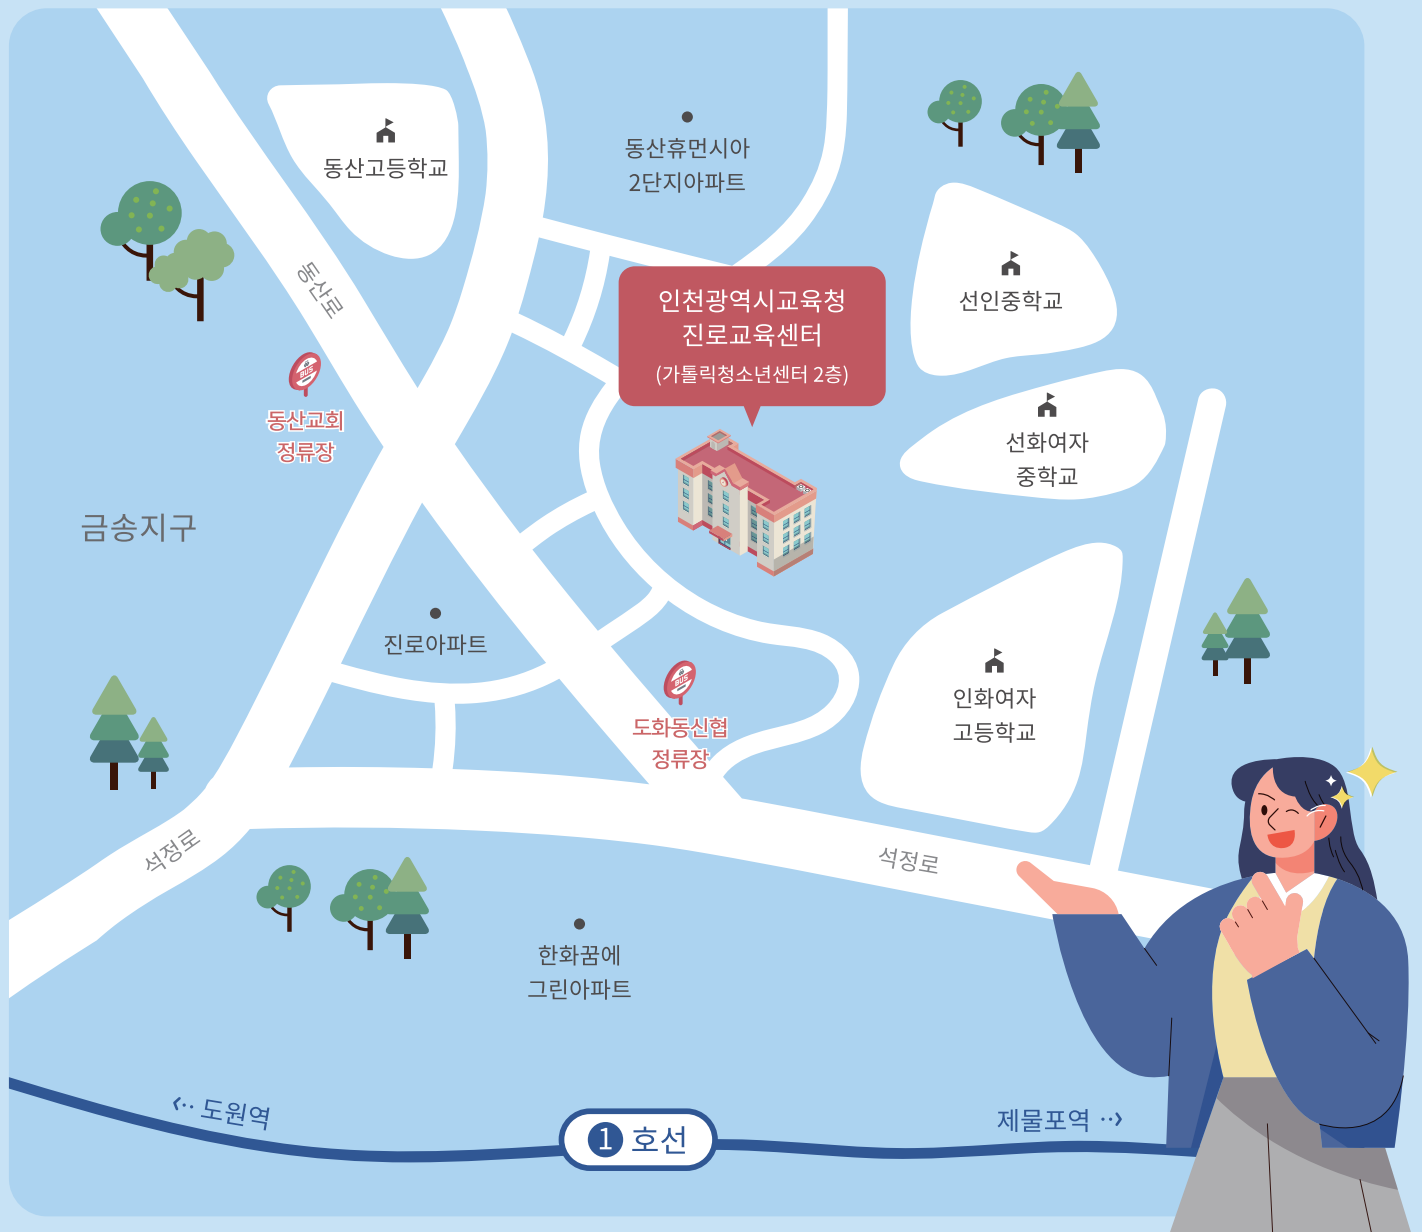 동산고등학교
동산휴먼시아
2단지아파트
동산로
인천광역시교육청
진로교육센터
(가톨릭청소년센터 2층)
선인중학교
BUS
동산교회
정류장
선화여자
중학교
금송지구
진로아파트
BUS
도화동신협
정류장
인화여자
고등학교
석정로
석정로
한화꿈에
그린아파트
도원역
1 호선
제물포역